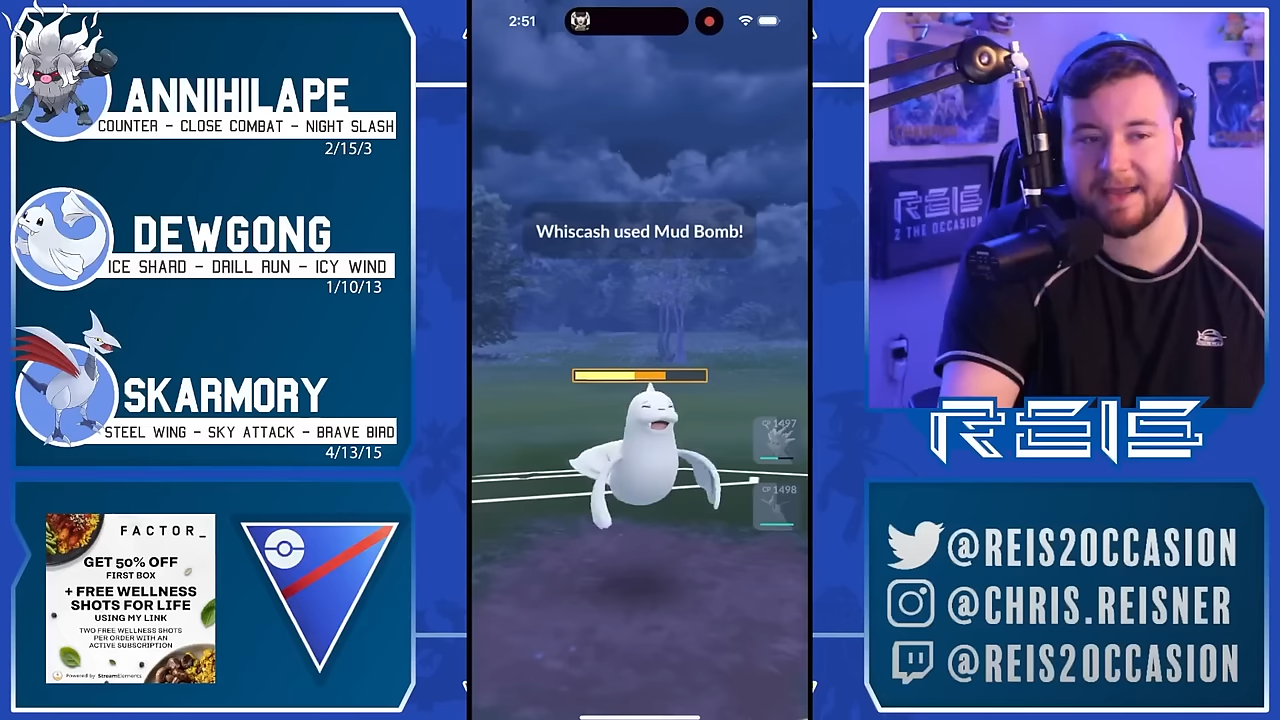 ANNIHILAPE
COUNTER - CLOSE COMBAT - NIGHT SLASH
2/15/3
DEWGONG
ICE SHARD - DRILL RUN - ICY WIND
1/10/13
SKARMORY
STEEL WING - SKY ATTACK - BRAVE BIRD
4/13/15
FACTOR_
GET 50% OFF
FIRST BOX
+ FREE WELLNESS
SHOTS FOR LIFE
USING MY LINK
TWO FREE WELLNESS SHOTS
PER ORDER WITH AN
ACTIVE SUBSCRIPTION
Powered by StreamElements
2:51
Whiscash used Mud Bomb!
CP 1497
CP 1498
REIS
2 THE OCCASION
REIS
@REIS2OCCASION
@CHRIS.REISNER
@REIS2OCCASION